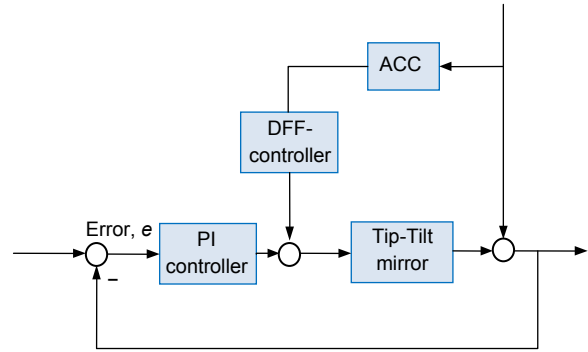 ACC
DFF-
controller
Error, e
PI
controller
Tip-Tilt
mirror
−